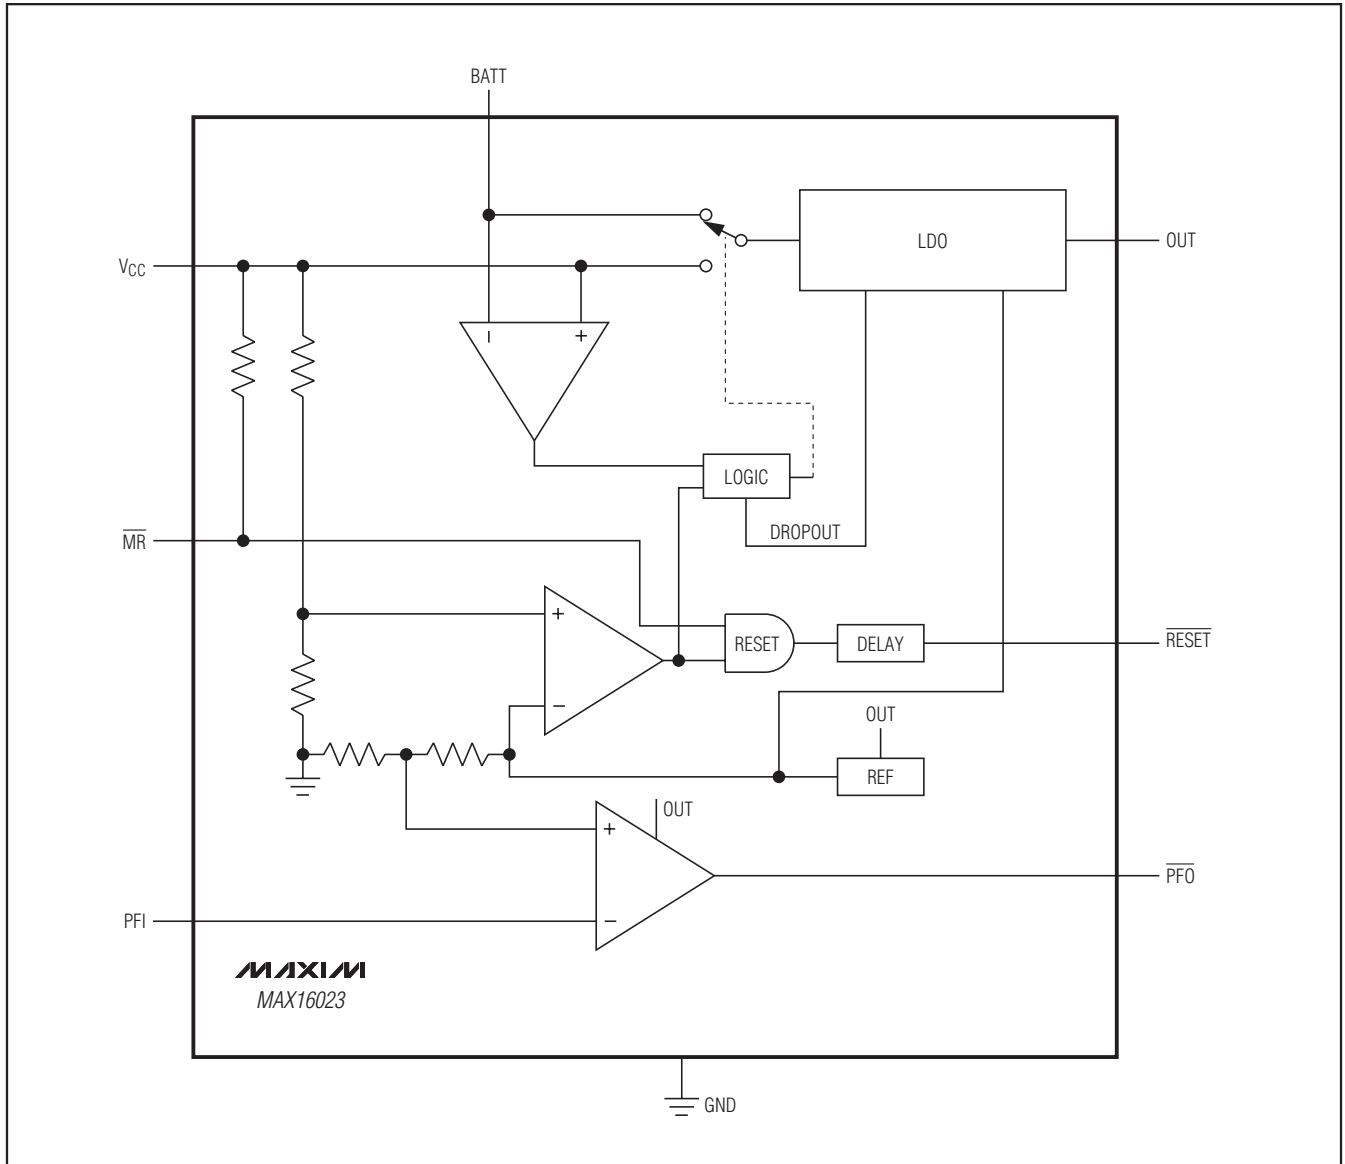 BATT
LDO
OUT
VCC
− +
LOGIC
DROPOUT
MR
+
RESET
DELAY
RESET
−
OUT
REF
OUT
+
PFO
PFI
−
MAXIM
MAX16023
GND